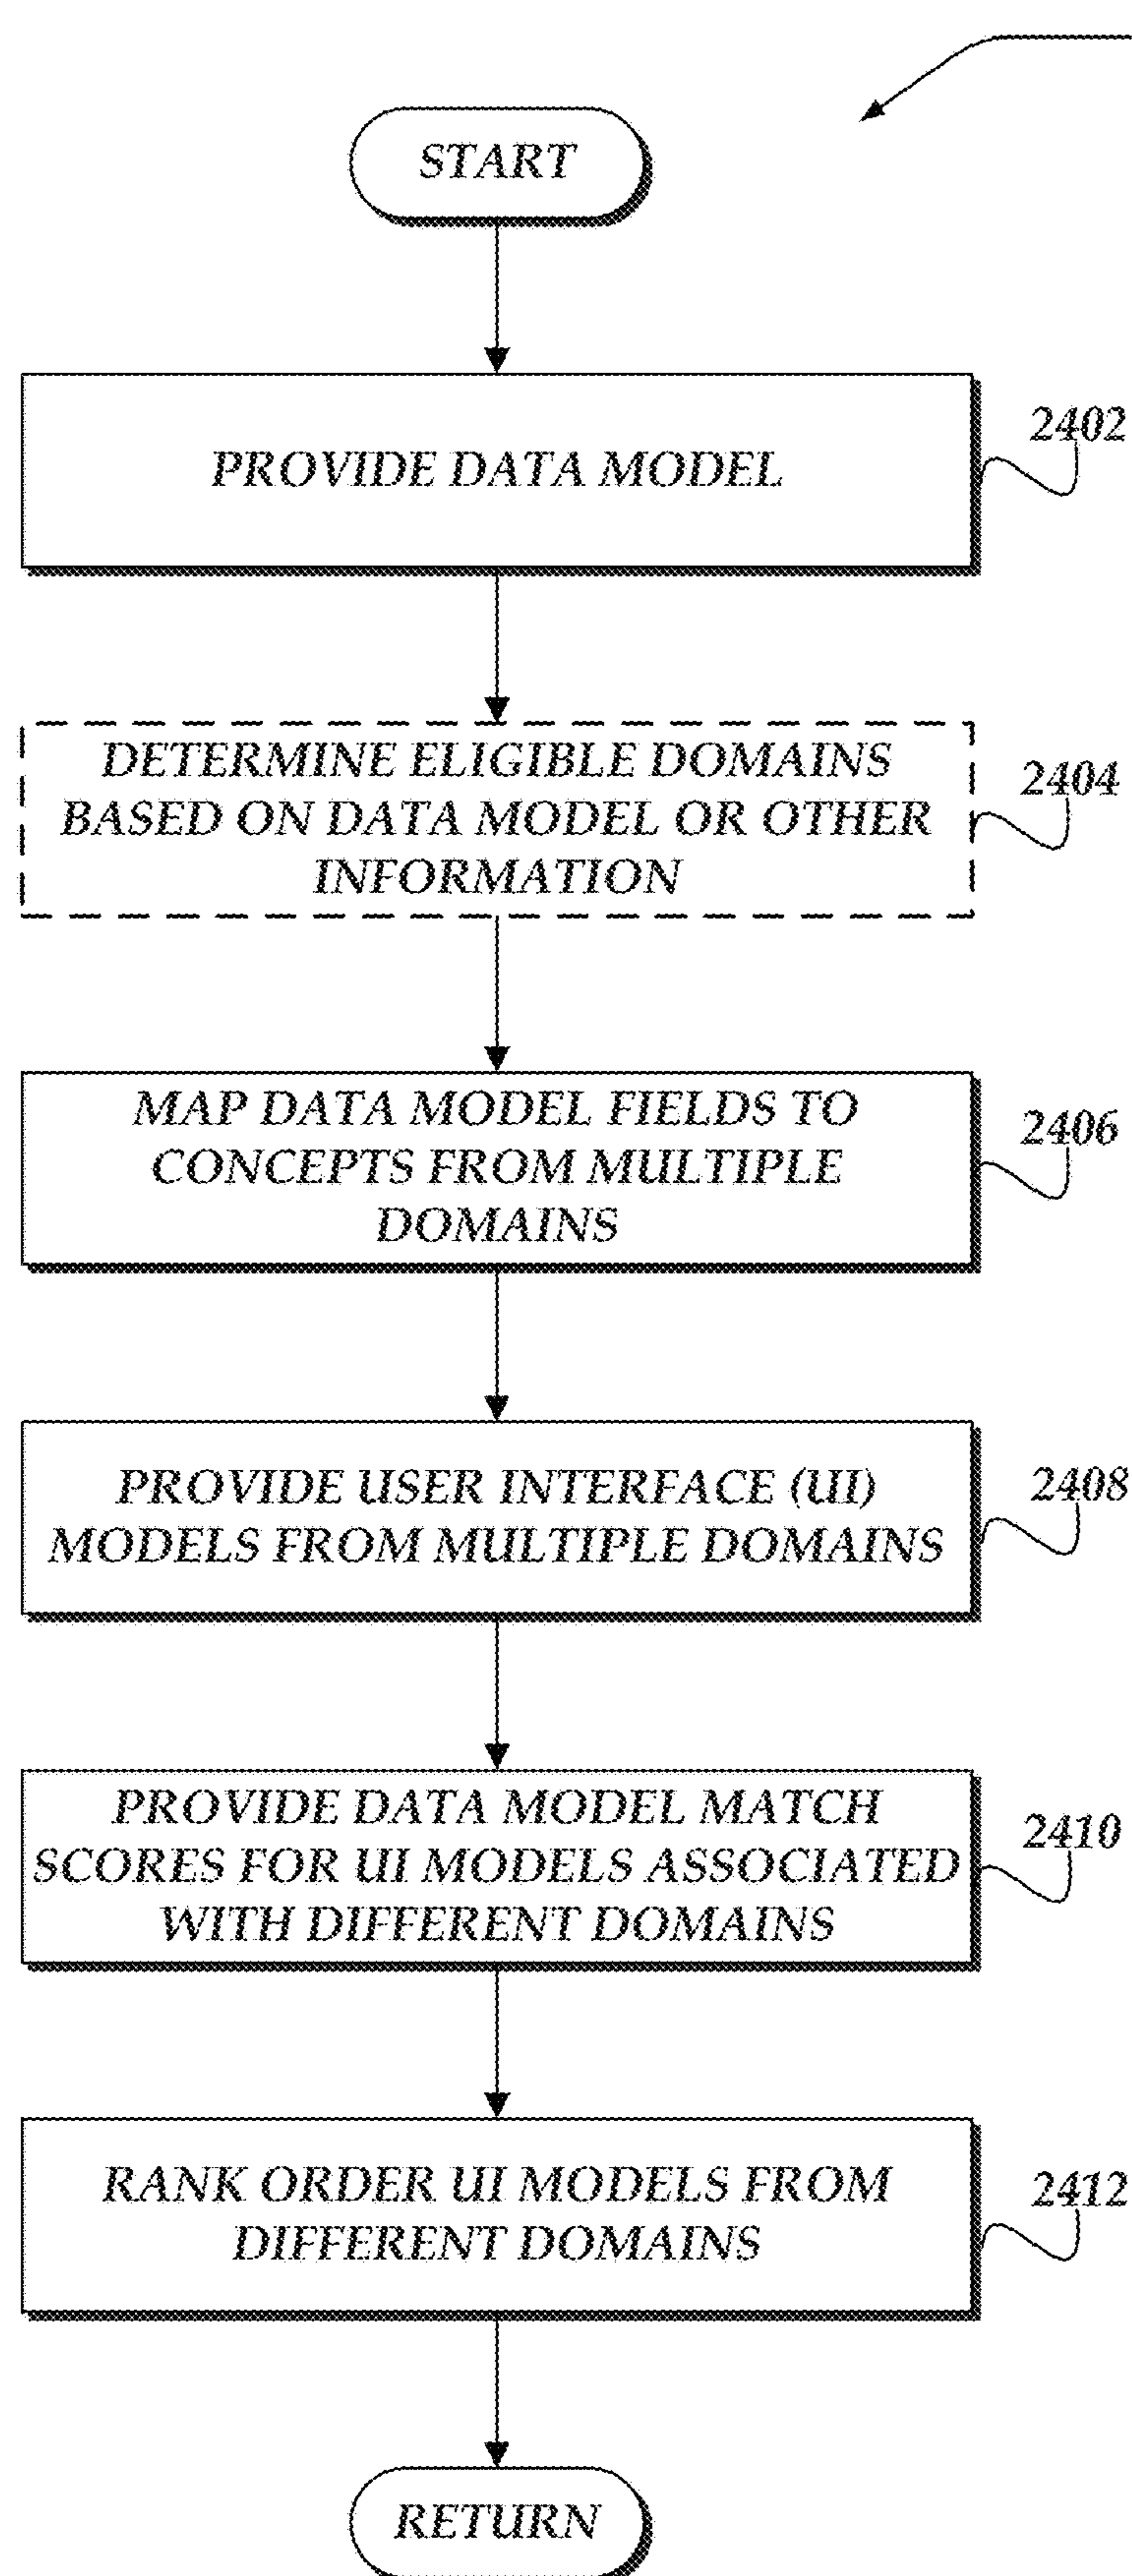 START
PROVIDE DATA MODEL
2402
DETERMINE ELIGIBLE DOMAINS
BASED ON DATA MODEL OR OTHER
INFORMATION
2404
MAP DATA MODEL FIELDS TO
CONCEPTS FROM MULTIPLE
DOMAINS
2406
PROVIDE USER INTERFACE (UI)
MODELS FROM MULTIPLE DOMAINS
2408
PROVIDE DATA MODEL MATCH
SCORES FOR UI MODELS ASSOCIATED
WITH DIFFERENT DOMAINS
2410
RANK ORDER UI MODELS FROM
DIFFERENT DOMAINS
2412
RETURN